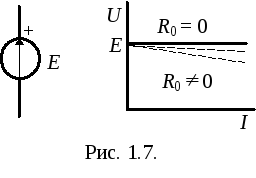 +
E
U
R₀ = 0
E
R₀ ≠ 0
I
Рис. 1.7.